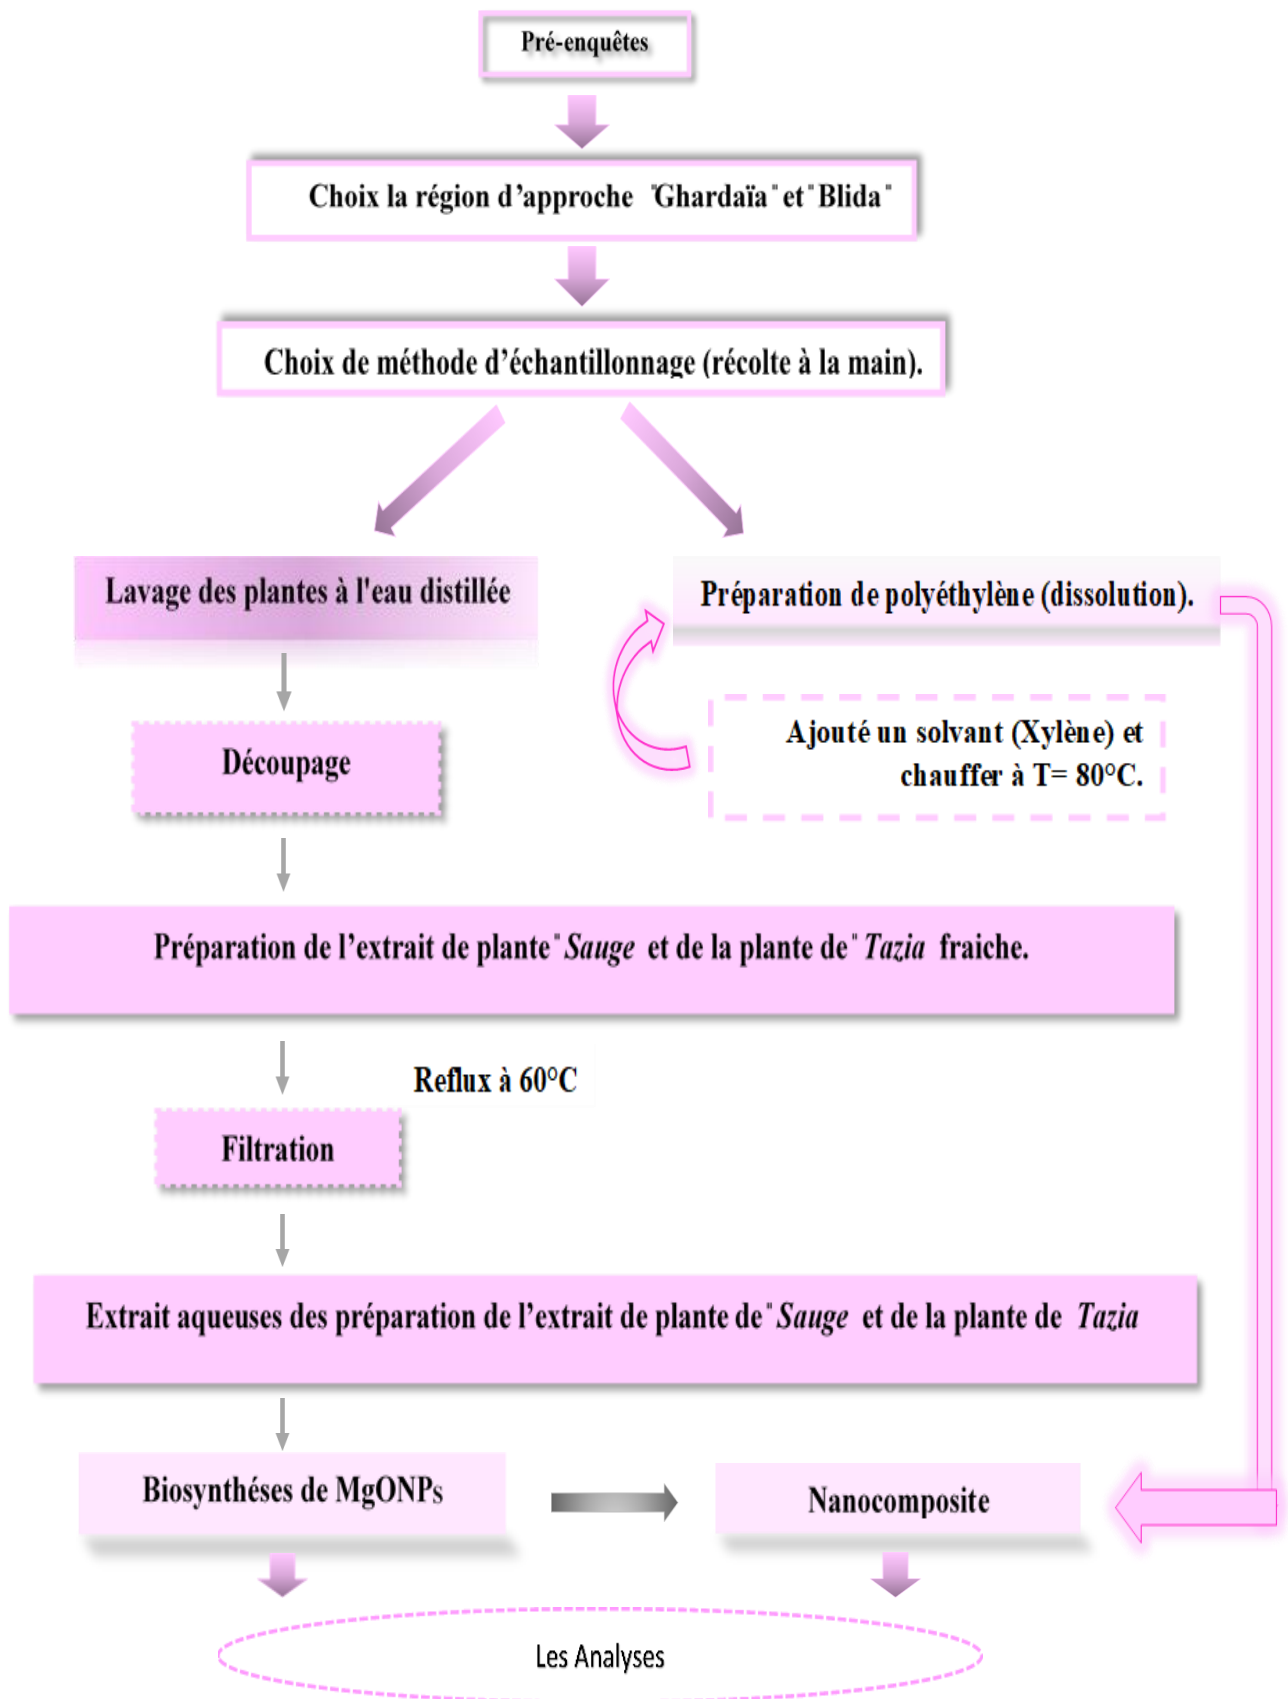 Pré-enquêtes
Choix la région d’approche "Ghardaïa" et "Blida"
Choix de méthode d’échantillonnage (récolte à la main).
Lavage des plantes à l'eau distillée
Préparation de polyéthylène (dissolution).
Ajouté un solvant (Xylène) et
chauffer à T= 80°C.
Découpage
Préparation de l’extrait de plante " Sauge et de la plante de " Tazia fraiche.
Reflux à 60°C
Filtration
Extrait aqueuses des préparation de l’extrait de plante de " Sauge et de la plante de Tazia
Biosynthéses de MgONPs
Nanocomposite
Les Analyses